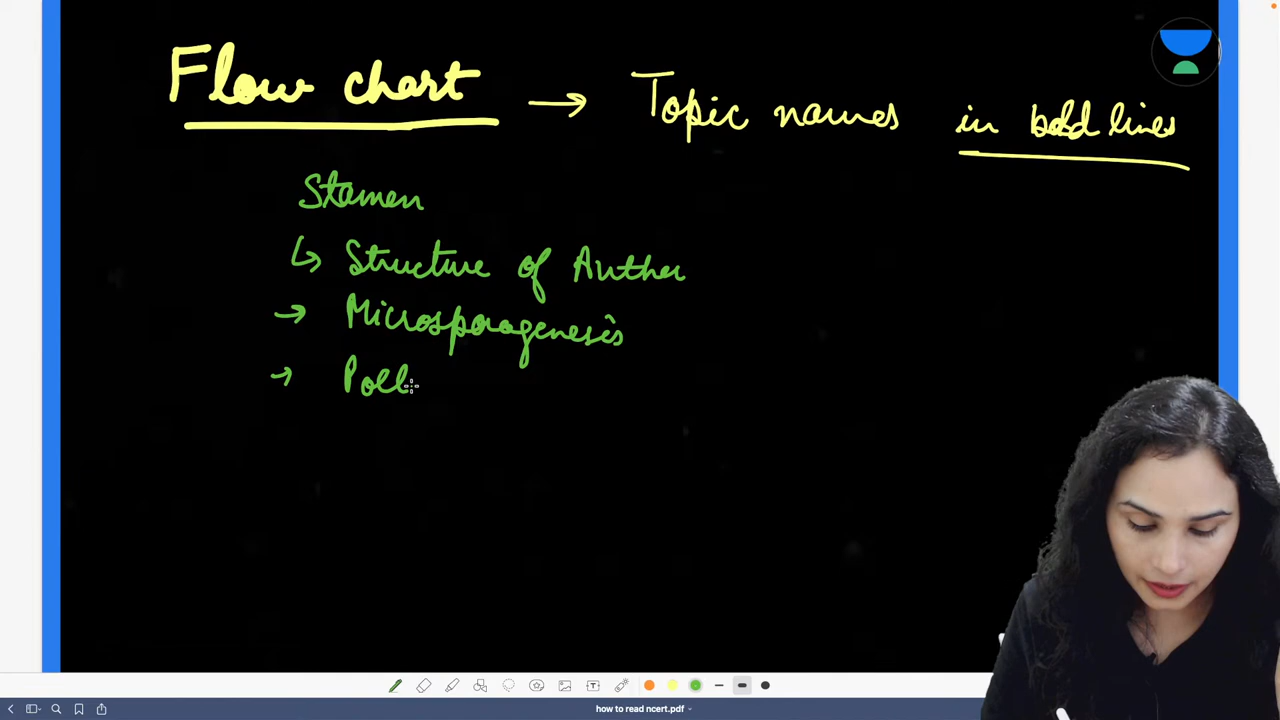 Flow chart → Topic names in bold lines
Stamen
↳ Structure of Anther
→ Microsporogenesis
→ Poll
how to read ncert.pdf